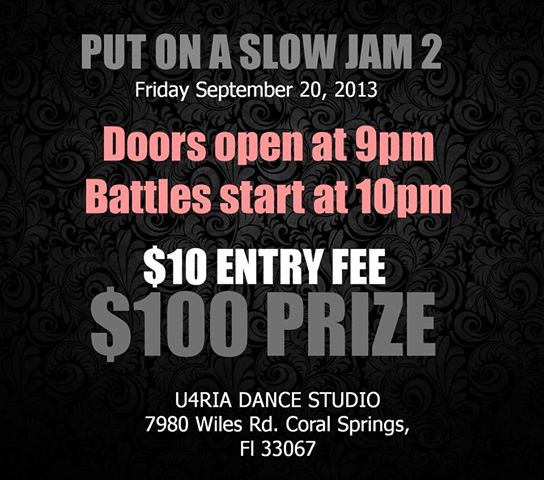 PUT ON A SLOW JAM 2
Friday September 20, 2013
Doors open at 9pm
Battles start at 10pm
$10 ENTRY FEE
$100 PRIZE
U4RIA DANCE STUDIO
7980 Wiles Rd. Coral Springs,
Fl 33067